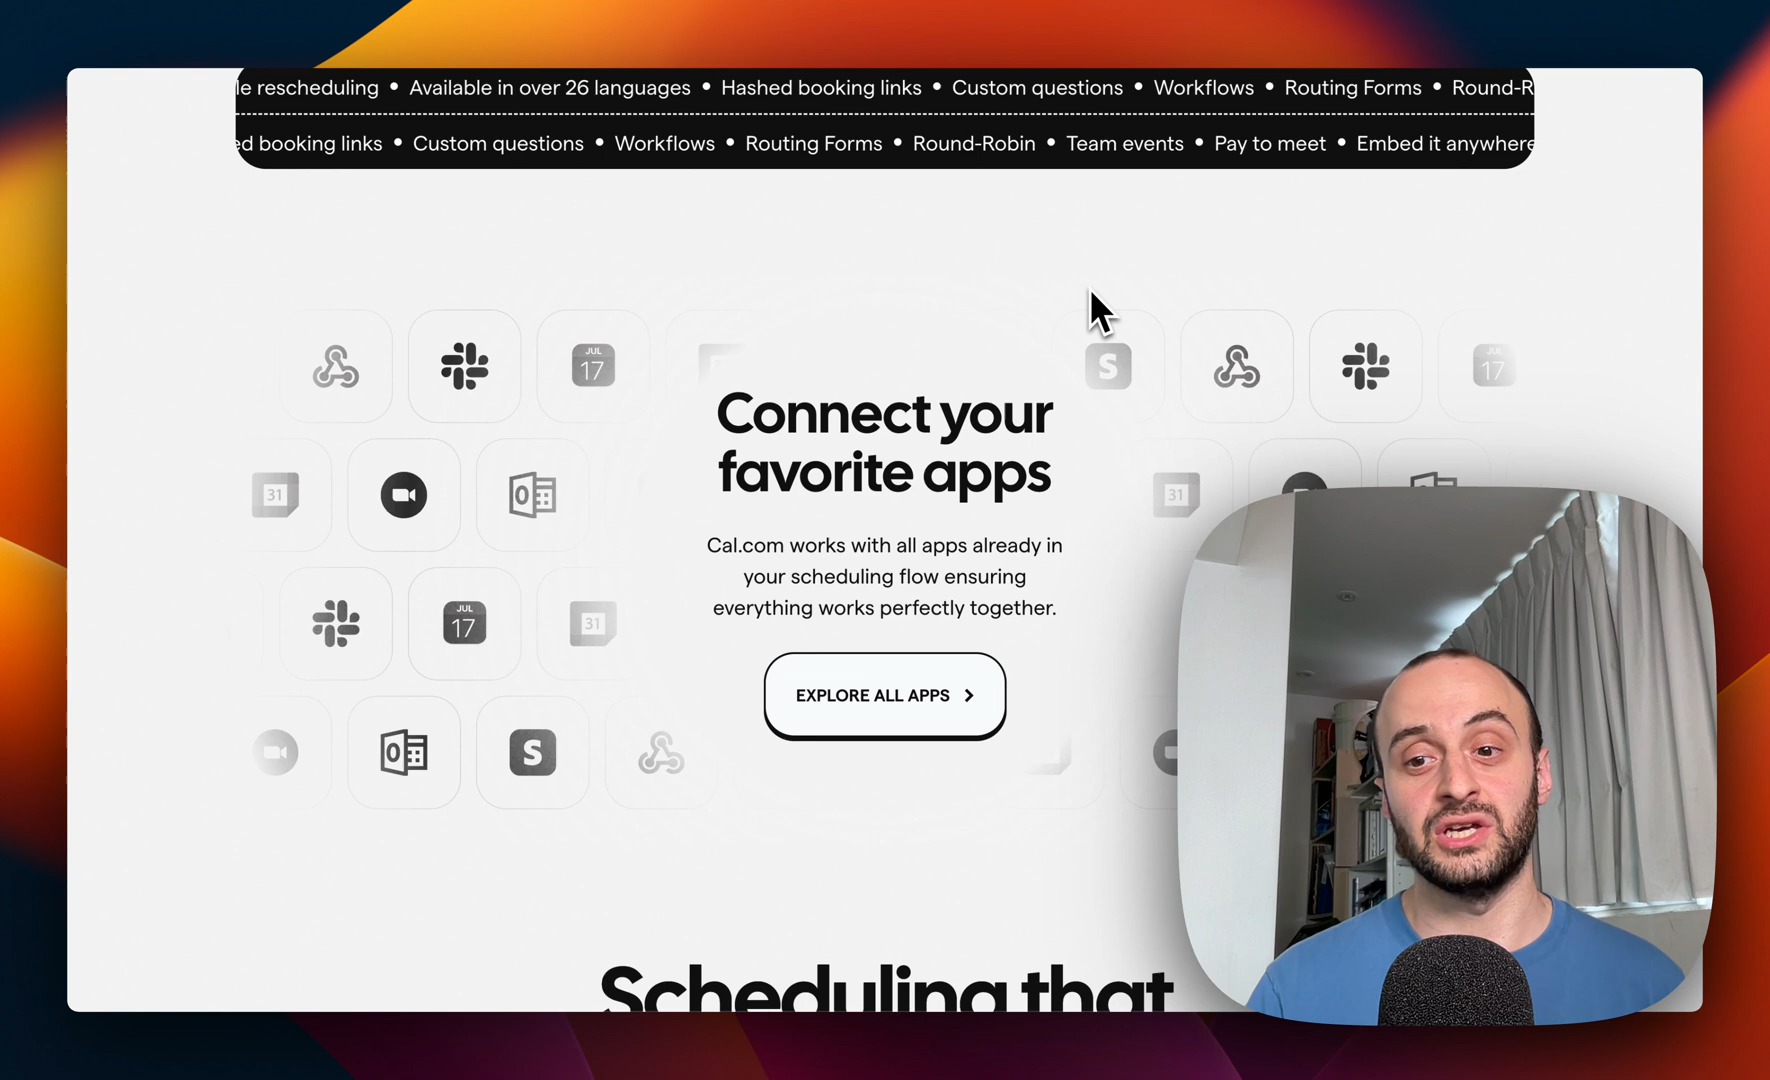 le rescheduling • Available in over 26 languages • Hashed booking links • Custom questions • Workflows • Routing Forms • Round-R
ed booking links • Custom questions • Workflows • Routing Forms • Round-Robin • Team events • Pay to meet • Embed it anywhere
JUL
17
S
17
Connect your
favorite apps
31
31
Cal.com works with all apps already in
your scheduling flow ensuring
everything works perfectly together.
JUL
17
31
EXPLORE ALL APPS
S
Scheduling that